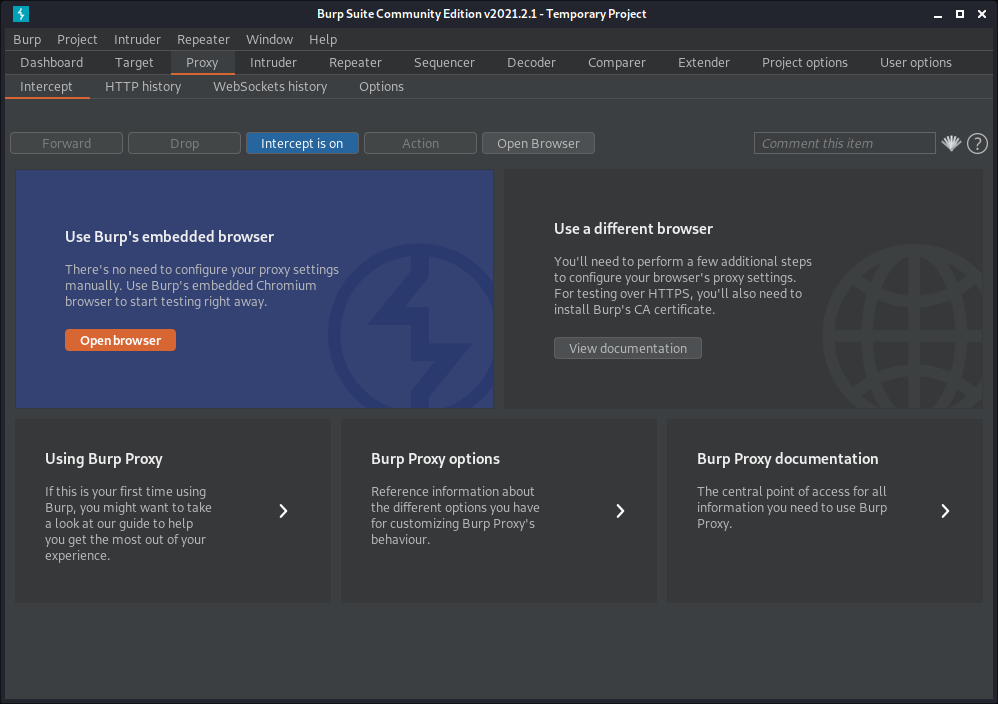 Burp Suite Community Edition v2021.2.1 - Temporary Project
Burp Project Intruder Repeater Window Help
Dashboard Target Proxy Intruder Repeater Sequencer Decoder Comparer Extender Project options User options
Intercept HTTP history WebSockets history Options
Forward Drop Intercept is on Action Open Browser Comment this item ?
Use Burp's embedded browser
There's no need to configure your proxy settings
manually. Use Burp's embedded Chromium
browser to start testing right away.
Open browser
Use a different browser
You'll need to perform a few additional steps
to configure your browser's proxy settings.
For testing over HTTPS, you'll also need to
install Burp's CA certificate.
View documentation
Using Burp Proxy
If this is your first time using
Burp, you might want to take
a look at our guide to help
you get the most out of your
experience.
Burp Proxy options
Reference information about
the different options you have
for customizing Burp Proxy's
behaviour.
Burp Proxy documentation
The central point of access for all
information you need to use Burp
Proxy.